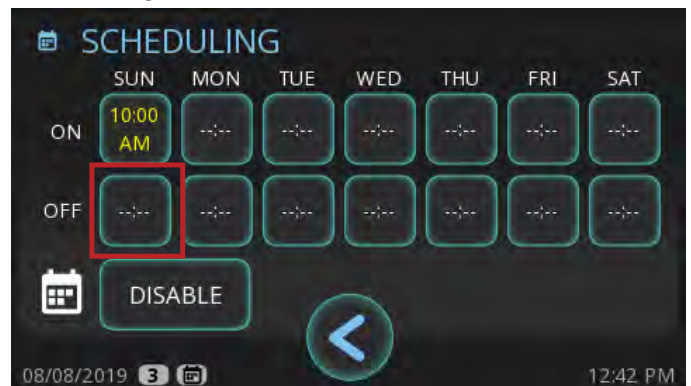 SCHEDULING
SUN MON TUE WED THU FRI SAT
ON 10:00 AM --:-- --:-- --:-- --:-- --:-- --:--
OFF --:-- --:-- --:-- --:-- --:-- --:-- --:--
DISABLE
08/08/2019 3 12:42 PM